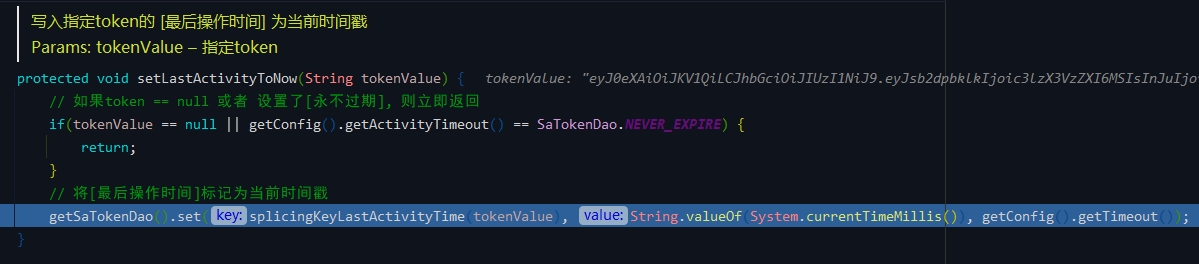 写入指定token的 [最后操作时间] 为当前时间戳
Params: tokenValue – 指定token
protected void setLastActivityToNow(String tokenValue) {   tokenValue: "eyJ0eXAiOiJKV1QiLCJhbGciOiJIUzI1NiJ9.eyJsb2dpbklkIjoic3lzX3VzZXI6MSIsInJuIjo
// 如果token == null 或者 设置了[永不过期], 则立即返回
if(tokenValue == null || getConfig().getActivityTimeout() == SaTokenDao.NEVER_EXPIRE) {
return;
}
// 将[最后操作时间]标记为当前时间戳
getSaTokenDao().set( key: splicingKeyLastActivityTime(tokenValue), value: String.valueOf(System.currentTimeMillis()), getConfig().getTimeout());
}